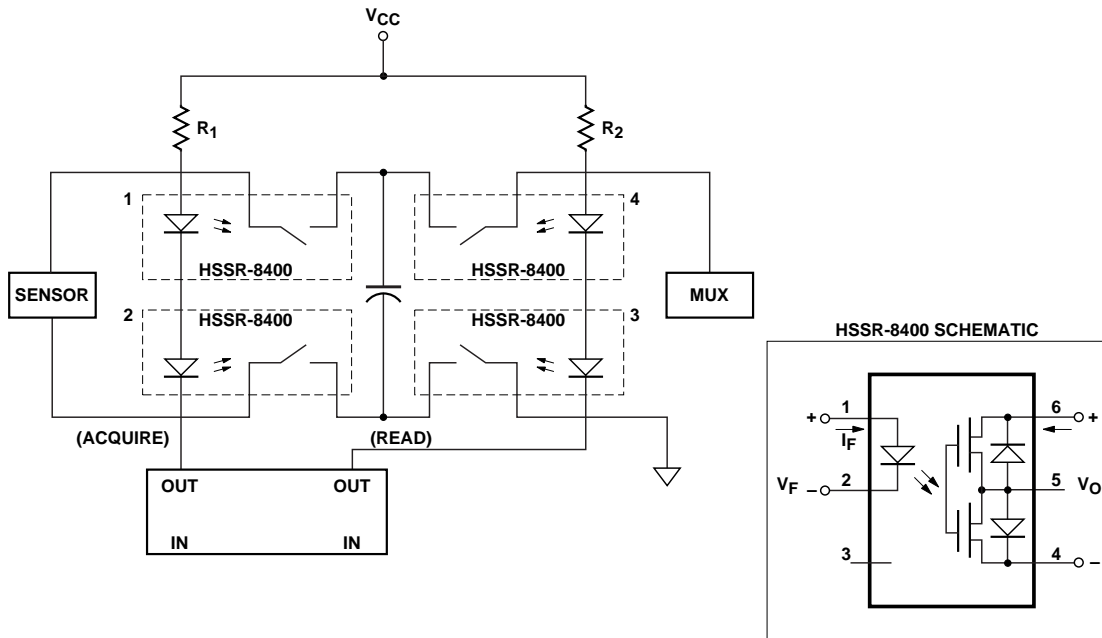 VCC
R1
R2
1
4
HSSR-8400
HSSR-8400
SENSOR
MUX
2
HSSR-8400
HSSR-8400
3
HSSR-8400 SCHEMATIC
(ACQUIRE)
(READ)
OUT
OUT
IN
IN
+
1
IF
VF
–
2
3
6
+
5
VO
4
–